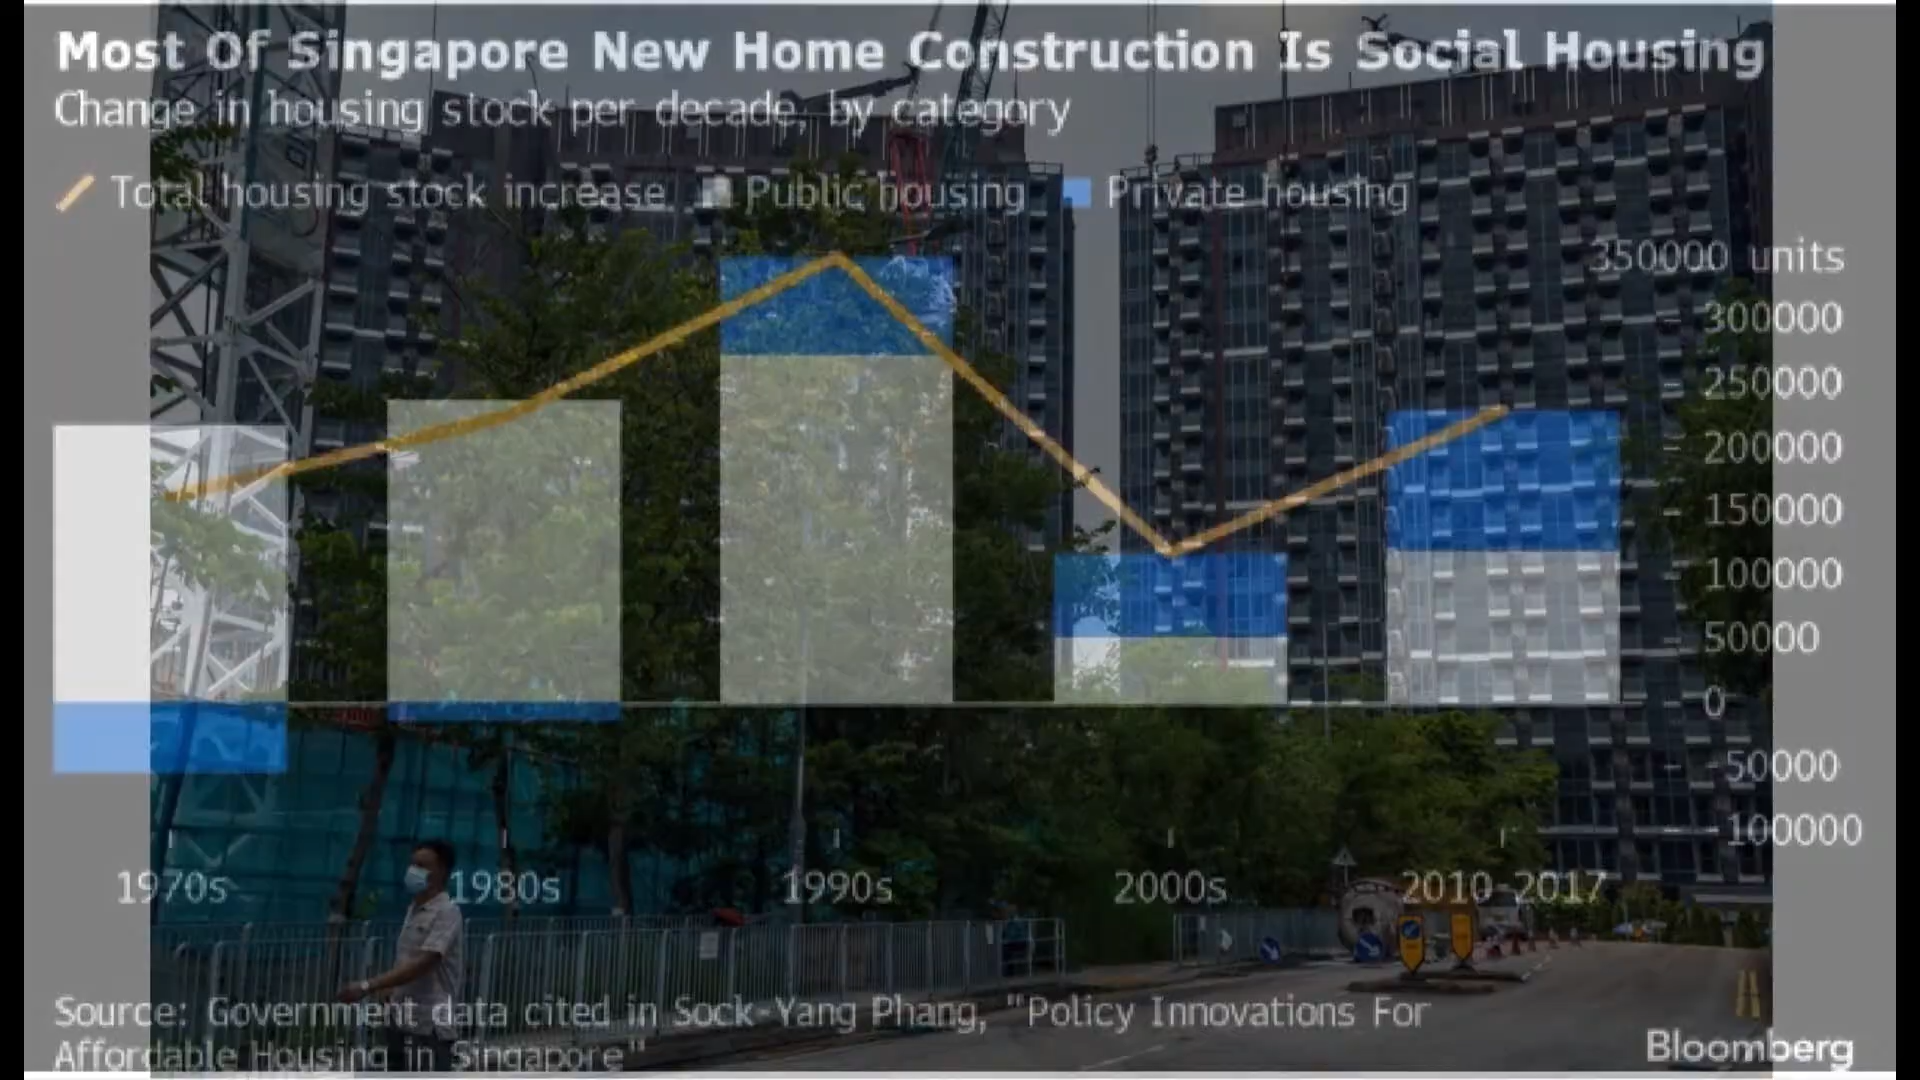 Most Of Singapore New Home Construction Is Social Housing
Change in housing stock per decade, by category
Total housing stock increase Public housing Private housing
350000 units
300000
250000
200000
150000
100000
50000
0
-50000
-100000
1970s 1980s 1990s 2000s 2010-2017
Source: Government data cited in Sock-Yang Phang, "Policy Innovations For
Affordable Housing in Singapore"
Bloomberg